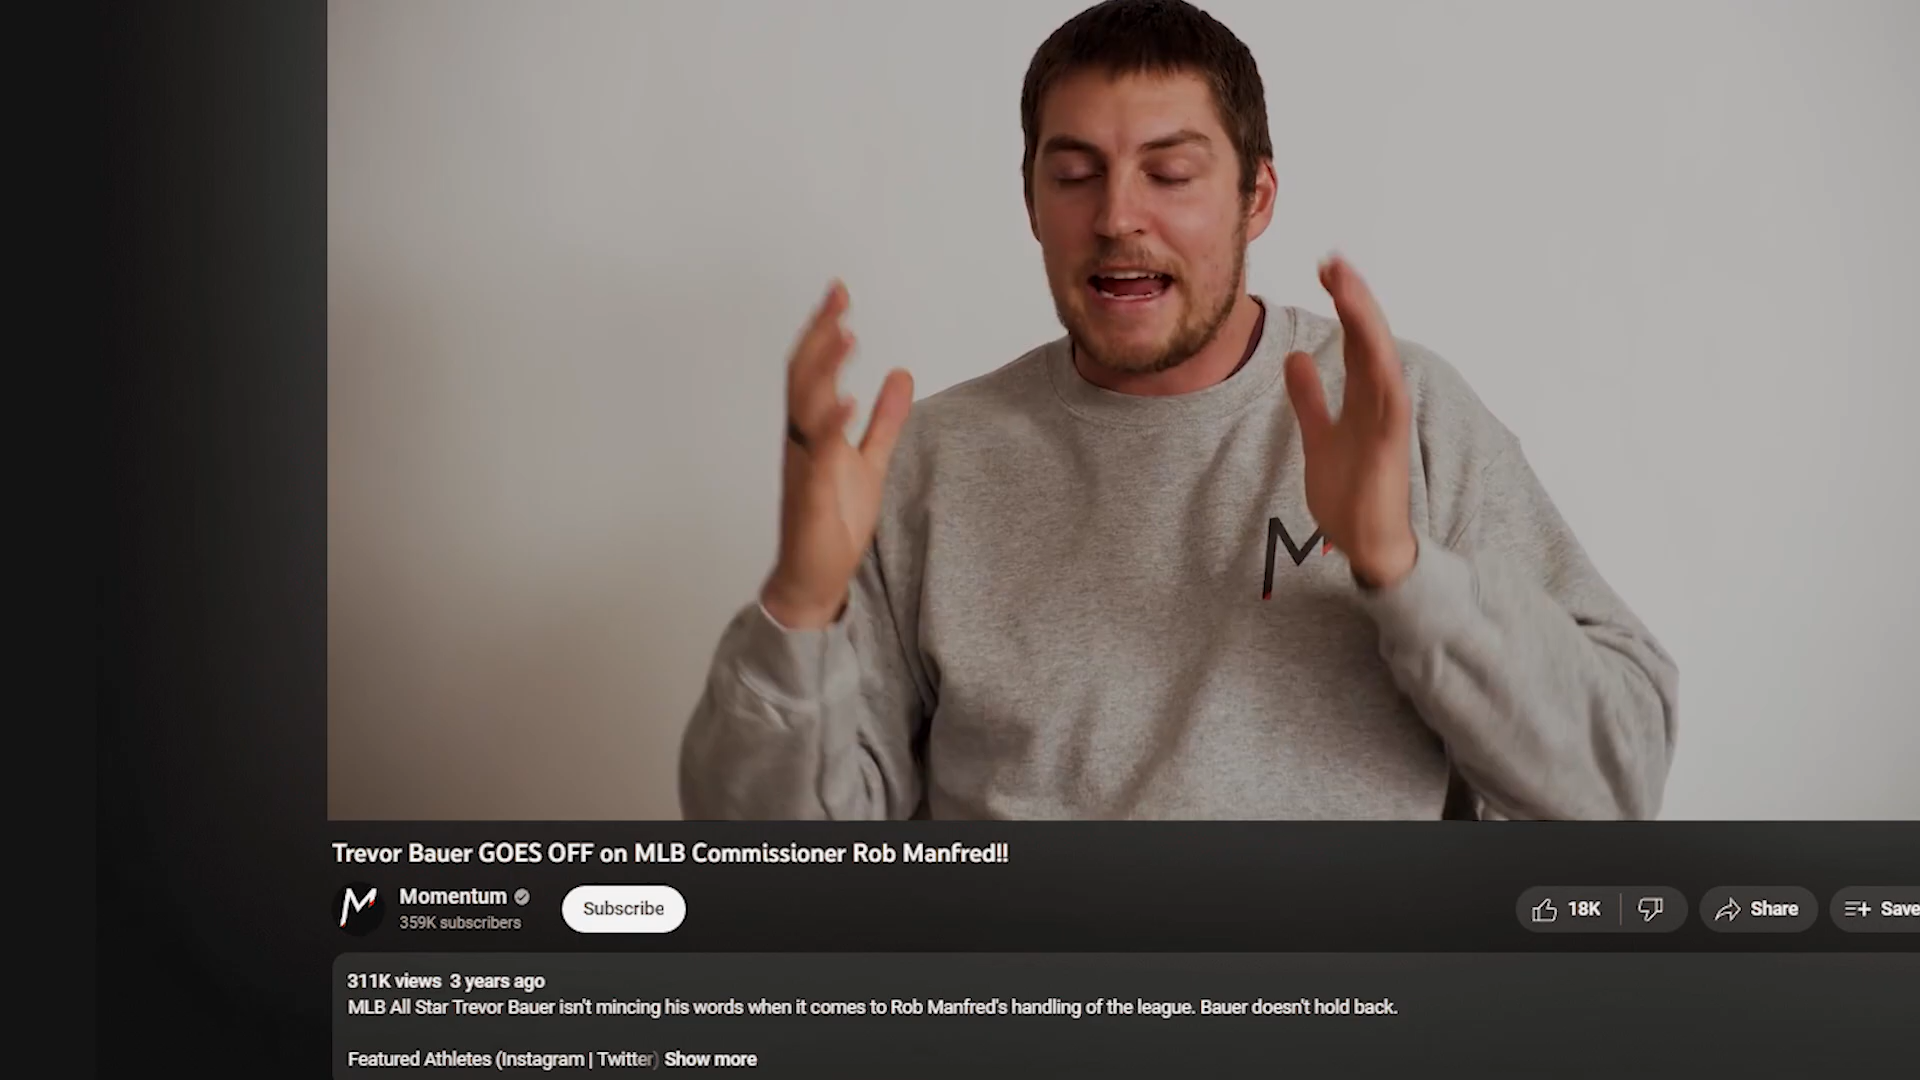 M
Trevor Bauer GOES OFF on MLB Commissioner Rob Manfred!!
M
Momentum
359K subscribers
Subscribe
18K
Share
Save
311K views 3 years ago
MLB All Star Trevor Bauer isn't mincing his words when it comes to Rob Manfred's handling of the league. Bauer doesn't hold back.
Featured Athletes (Instagram | Twitter) Show more